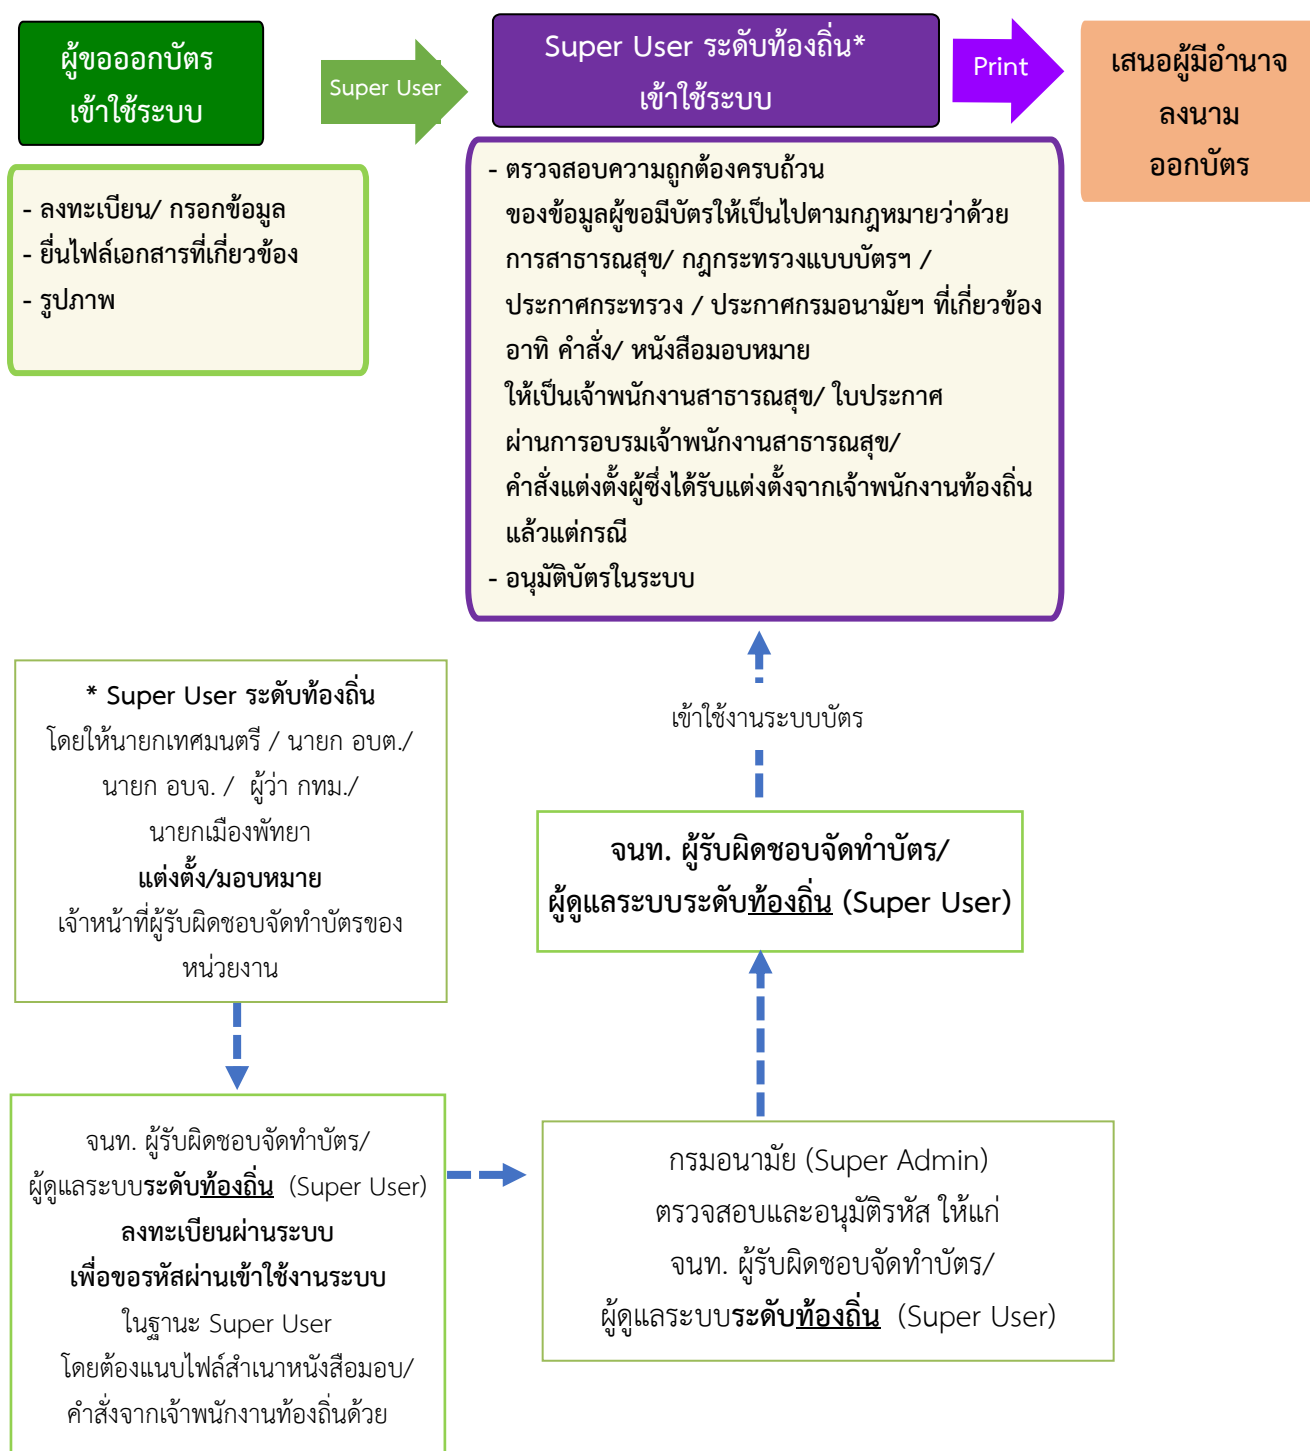 ผู้ขอออกบัตร
เข้าใช้ระบบ
Super User
Super User ระดับท้องถิ่น*
เข้าใช้ระบบ
Print
เสนอผู้มีอำนาจ
ลงนาม
ออกบัตร
- ลงทะเบียน/ กรอกข้อมูล
- ยื่นไฟล์เอกสารที่เกี่ยวข้อง
- รูปภาพ
- ตรวจสอบความถูกต้องครบถ้วน
ของข้อมูลผู้ขอมีบัตรให้เป็นไปตามกฎหมายว่าด้วย
การสาธารณสุข/ กฎกระทรวงแบบบัตรฯ /
ประกาศกระทรวง / ประกาศกรมอนามัยฯ ที่เกี่ยวข้อง
อาทิ คำสั่ง/ หนังสือมอบหมาย
ให้เป็นเจ้าพนักงานสาธารณสุข/ ใบประกาศ
ผ่านการอบรมเจ้าพนักงานสาธารณสุข/
คำสั่งแต่งตั้งผู้ซึ่งได้รับแต่งตั้งจากเจ้าพนักงานท้องถิ่น
แล้วแต่กรณี
- อนุมัติบัตรในระบบ
* Super User ระดับท้องถิ่น
โดยให้นายกเทศมนตรี / นายก อบต./
นายก อบจ. / ผู้ว่า กทม./
นายกเมืองพัทยา
แต่งตั้ง/มอบหมาย
เจ้าหน้าที่ผู้รับผิดชอบจัดทำบัตรของ
หน่วยงาน
เข้าใช้งานระบบบัตร
จนท. ผู้รับผิดชอบจัดทำบัตร/
ผู้ดูแลระบบระดับท้องถิ่น (Super User)
จนท. ผู้รับผิดชอบจัดทำบัตร/
ผู้ดูแลระบบระดับท้องถิ่น (Super User)
ลงทะเบียนผ่านระบบ
เพื่อขอรหัสผ่านเข้าใช้งานระบบ
ในฐานะ Super User
โดยต้องแนบไฟล์สำเนาหนังสือมอบ/
คำสั่งจากเจ้าพนักงานท้องถิ่นด้วย
กรมอนามัย (Super Admin)
ตรวจสอบและอนุมัติรหัส ให้แก่
จนท. ผู้รับผิดชอบจัดทำบัตร/
ผู้ดูแลระบบระดับท้องถิ่น (Super User)